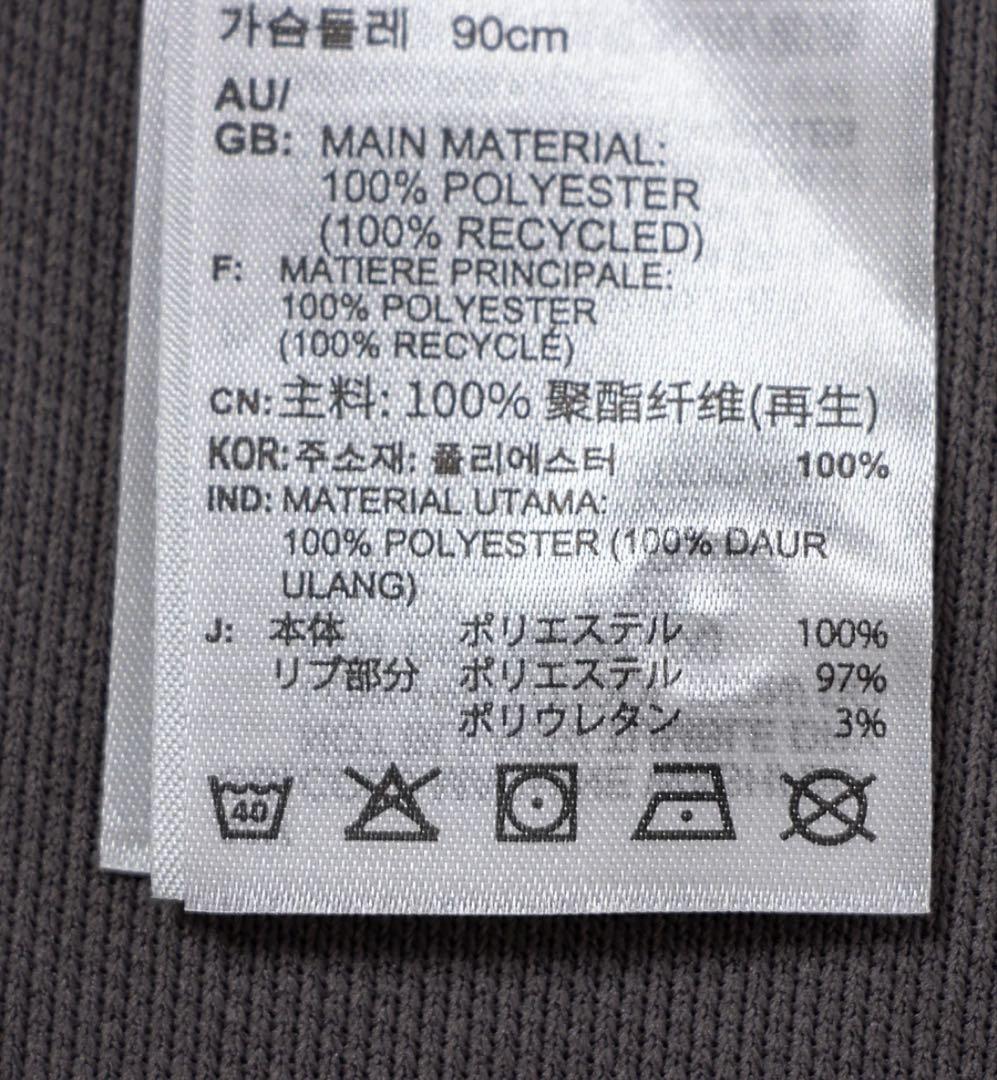 가슴둘레 90cm
AU/
GB: MAIN MATERIAL:
100% POLYESTER
(100% RECYCLED)
F: MATIERE PRINCIPALE:
100% POLYESTER
(100% RECYCLÉ)
CN: 主料: 100% 聚酯纤维(再生)
KOR: 주소재: 폴리에스터 100%
IND: MATERIAL UTAMA:
100% POLYESTER (100% DAUR
ULANG)
J: 本体 ポリエステル 100%
リブ部分 ポリエステル 97%
ポリウレタン 3%
40